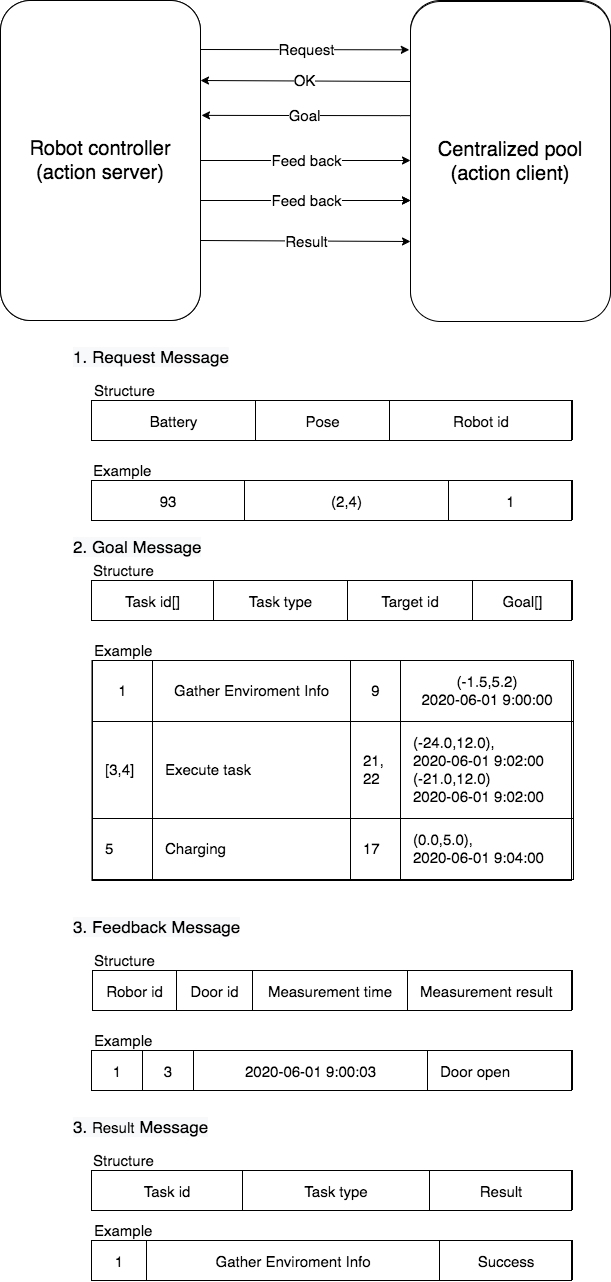 Robot controller
(action server)
Request
OK
Goal
Feed back
Feed back
Result
Centralized pool
(action client)
1. Request Message
Structure
Battery Pose Robot id
Example
93 (2,4) 1
2. Goal Message
Structure
Task id[] Task type Target id Goal[]
Example
1 Gather Enviroment Info 9 (-1.5,5.2)
2020-06-01 9:00:00
[3,4] Execute task 21,
22 (-24.0,12.0),
2020-06-01 9:02:00
(-21.0,12.0)
2020-06-01 9:02:00
5 Charging 17 (0.0,5.0),
2020-06-01 9:04:00
3. Feedback Message
Structure
Robor id Door id Measurement time Measurement result
Example
1 3 2020-06-01 9:00:03 Door open
3. Result Message
Structure
Task id Task type Result
Example
1 Gather Enviroment Info Success